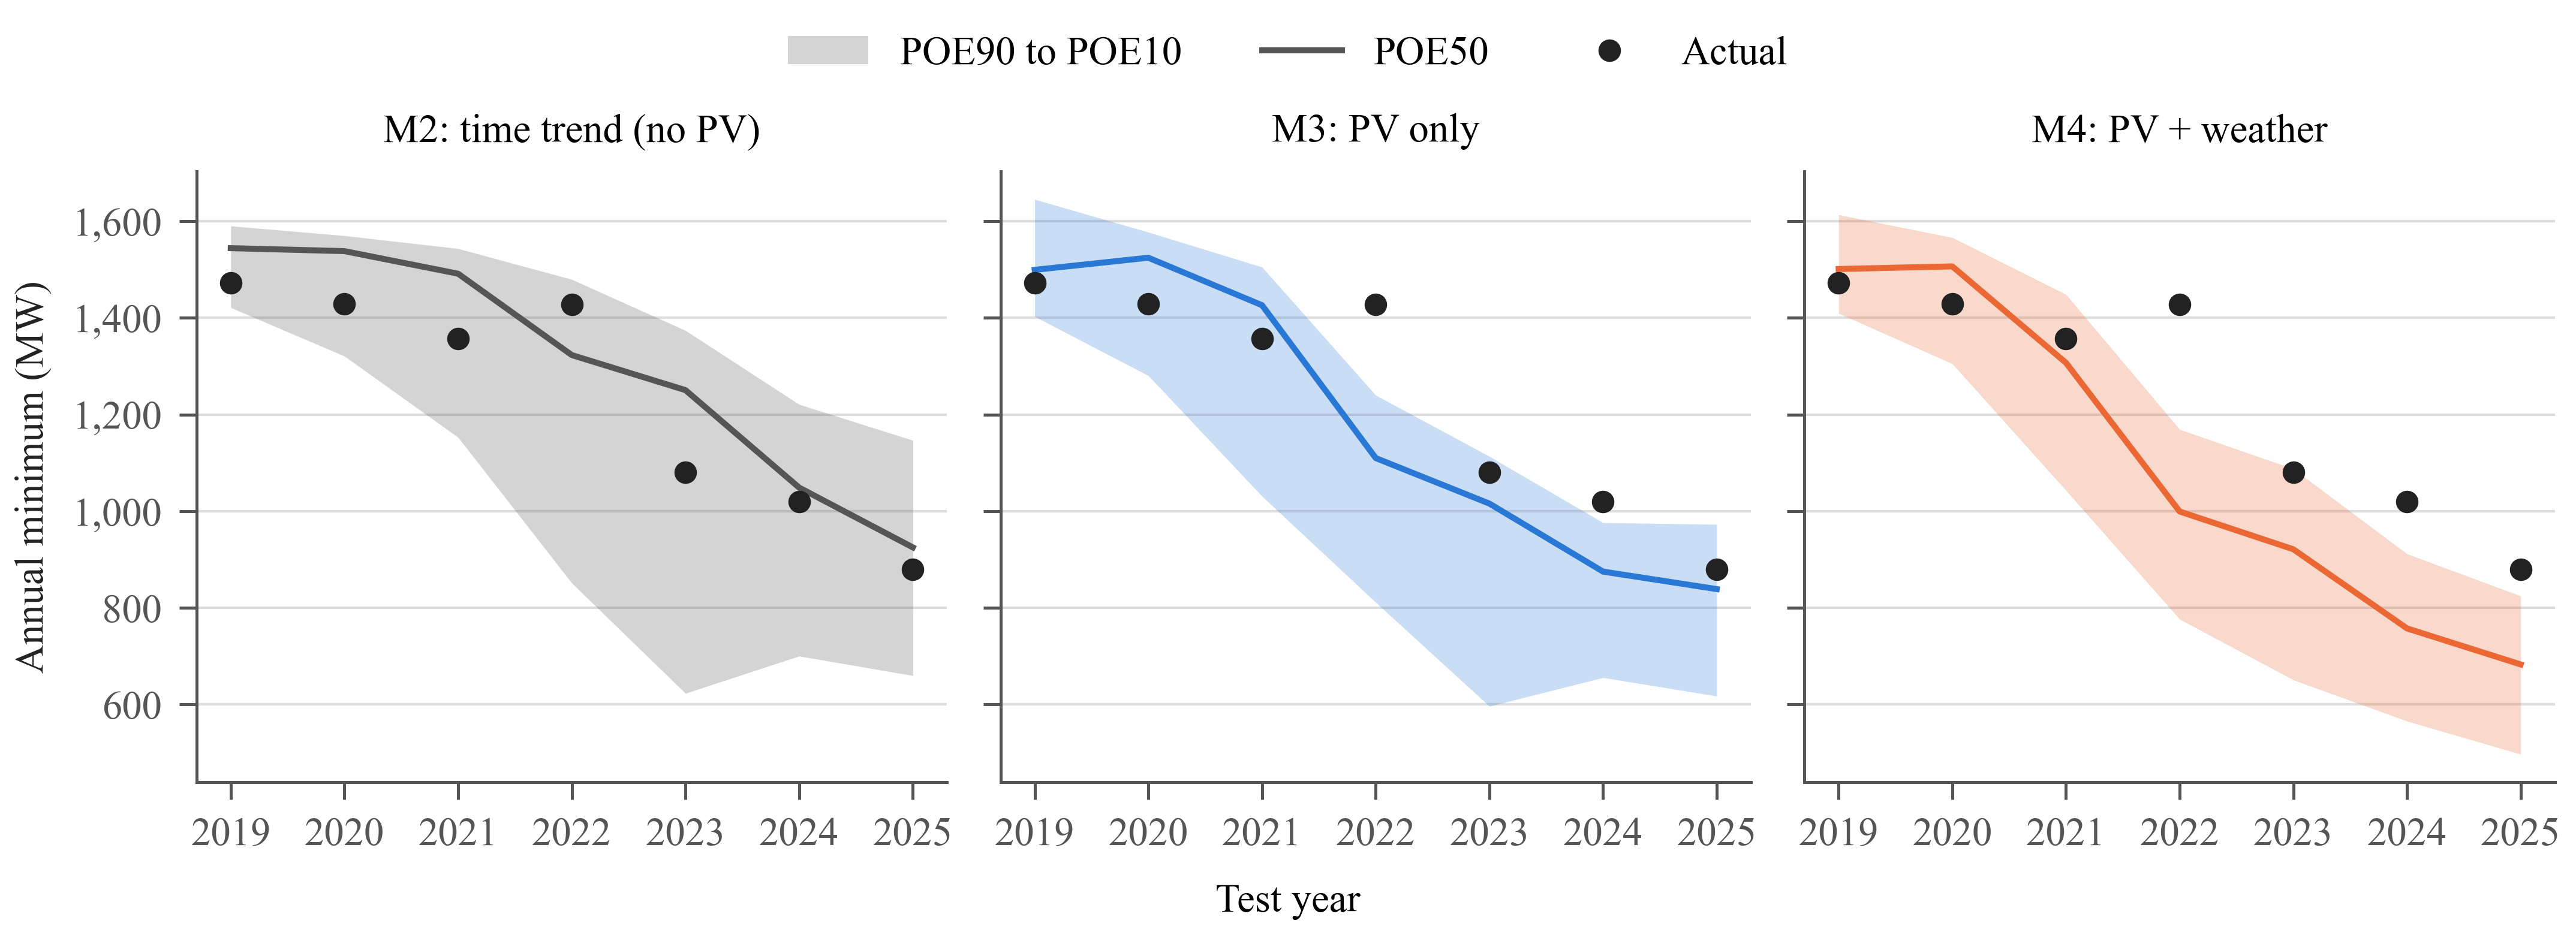 POE90 to POE10 POE50 Actual
M2: time trend (no PV) M3: PV only M4: PV + weather
Annual minimum (MW)
1,600
1,400
1,200
1,000
800
600
2019 2020 2021 2022 2023 2024 2025 2019 2020 2021 2022 2023 2024 2025 2019 2020 2021 2022 2023 2024 2025
Test year